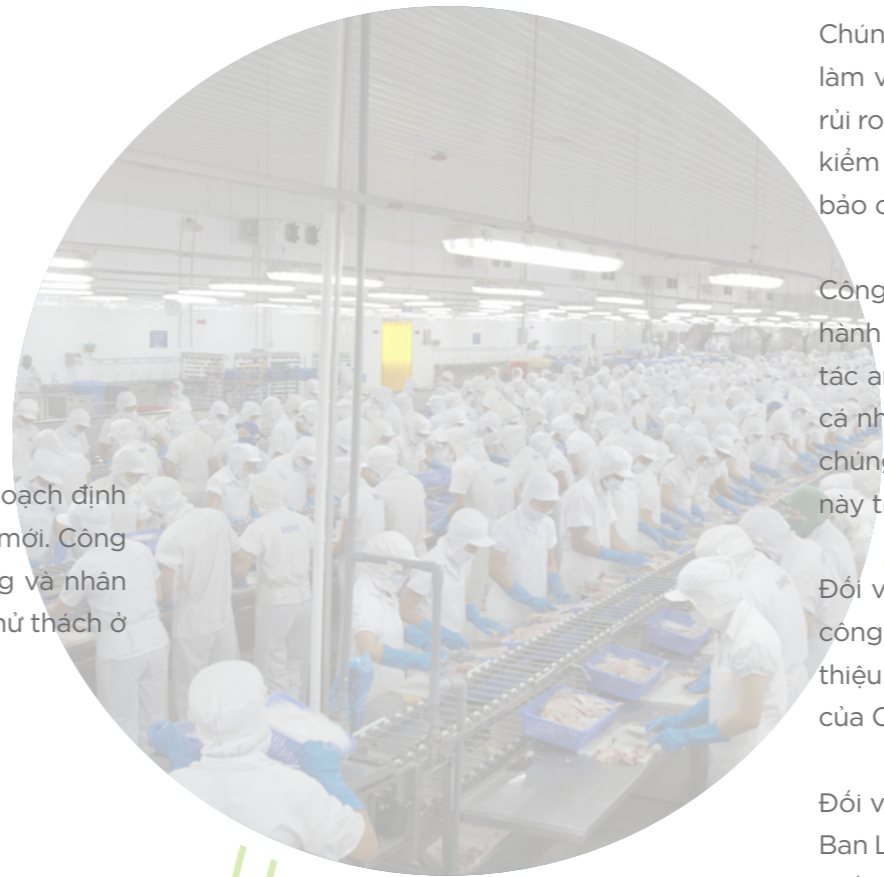 oạch định
mới. Công
g và nhân
hử thách ở
Chún
làm v
rủi ro
kiểm
bảo c
Công
hành
tác a
cá nh
chúng
này t
Đối v
công
thiệu
của C
Đối v
Ban L